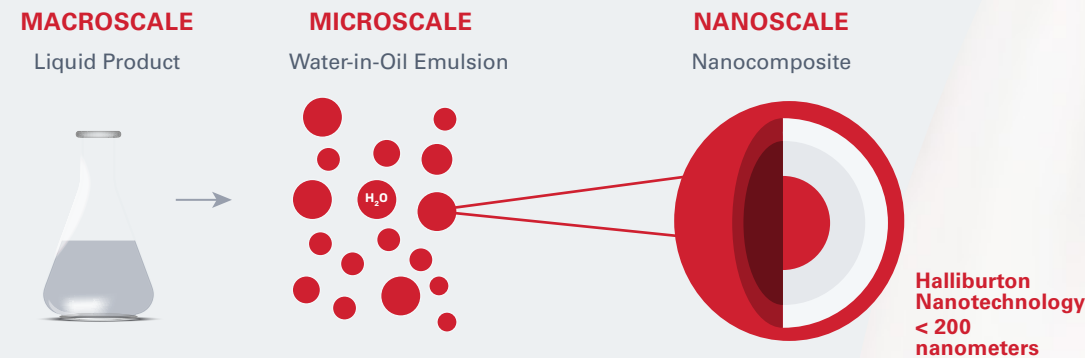 MACROSCALE
Liquid Product
MICROSCALE
Water-in-Oil Emulsion
NANOSCALE
Nanocomposite
H₂O
Halliburton
Nanotechnology
< 200
nanometers